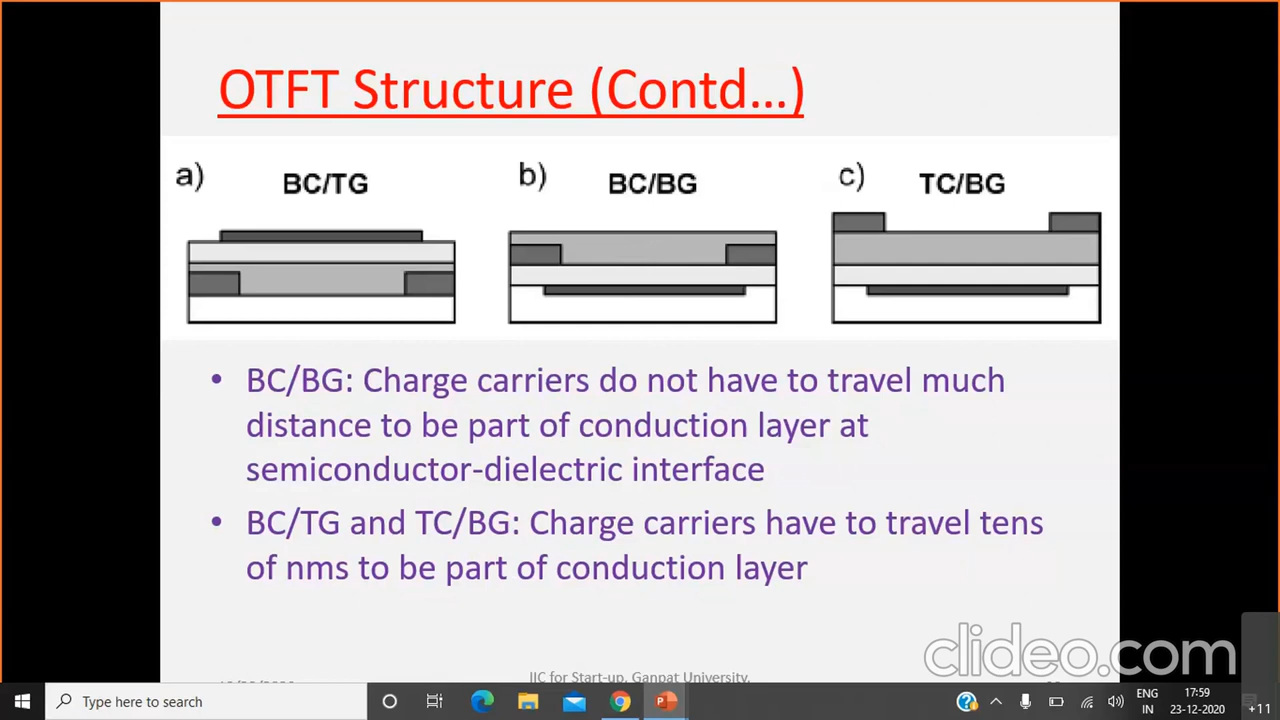 OTFT Structure (Contd...)
a) BC/TG b) BC/BG c) TC/BG
• BC/BG: Charge carriers do not have to travel much
distance to be part of conduction layer at
semiconductor-dielectric interface
• BC/TG and TC/BG: Charge carriers have to travel tens
of nms to be part of conduction layer
clideo.com
IIC for Start-up, Ganpat University,
Type here to search
ENG
IN
17:59
23-12-2020
+11